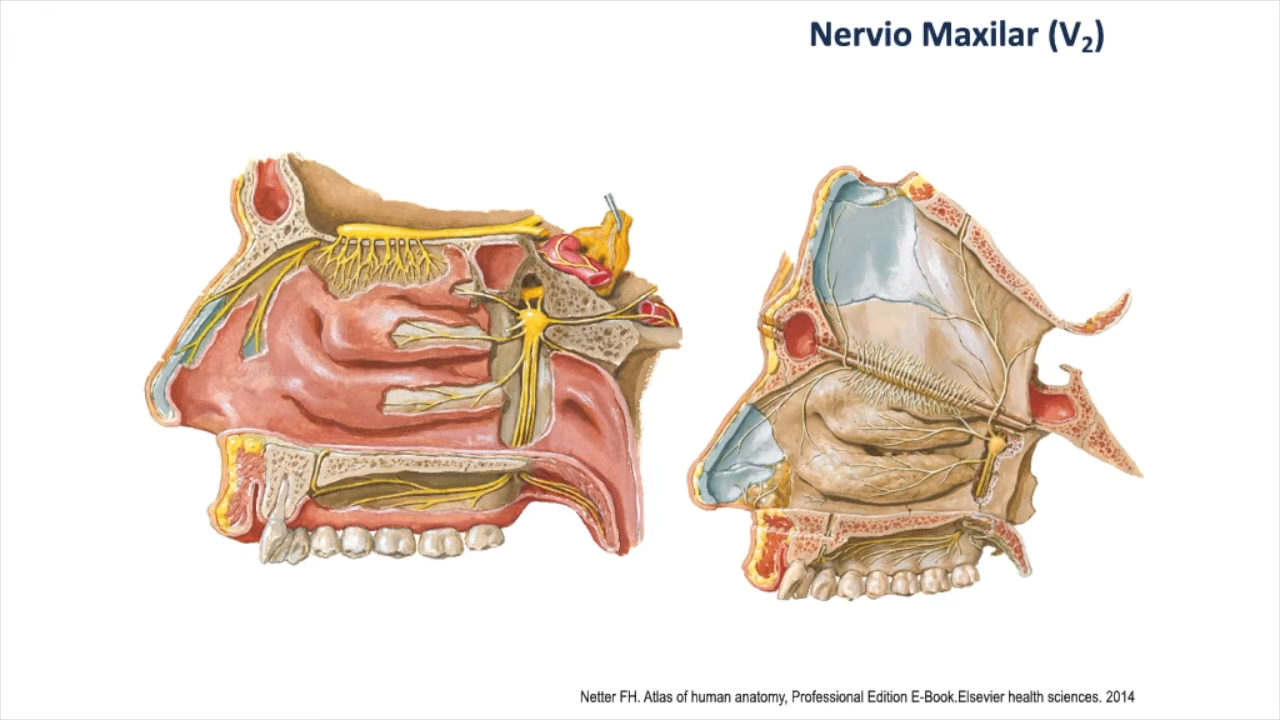 Nervio Maxilar (V₂)
Netter FH. Atlas of human anatomy, Professional Edition E-Book.Elsevier health sciences. 2014